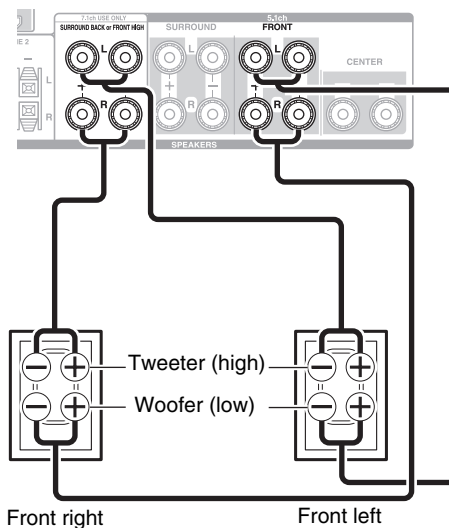 7.1ch USE ONLY
SURROUND BACK or FRONT HIGH
SURROUND
5.1ch
FRONT
CENTER
L
L
L
L
R
R
R
R
SPEAKERS
Tweeter (high)
Woofer (low)
Front right
Front left